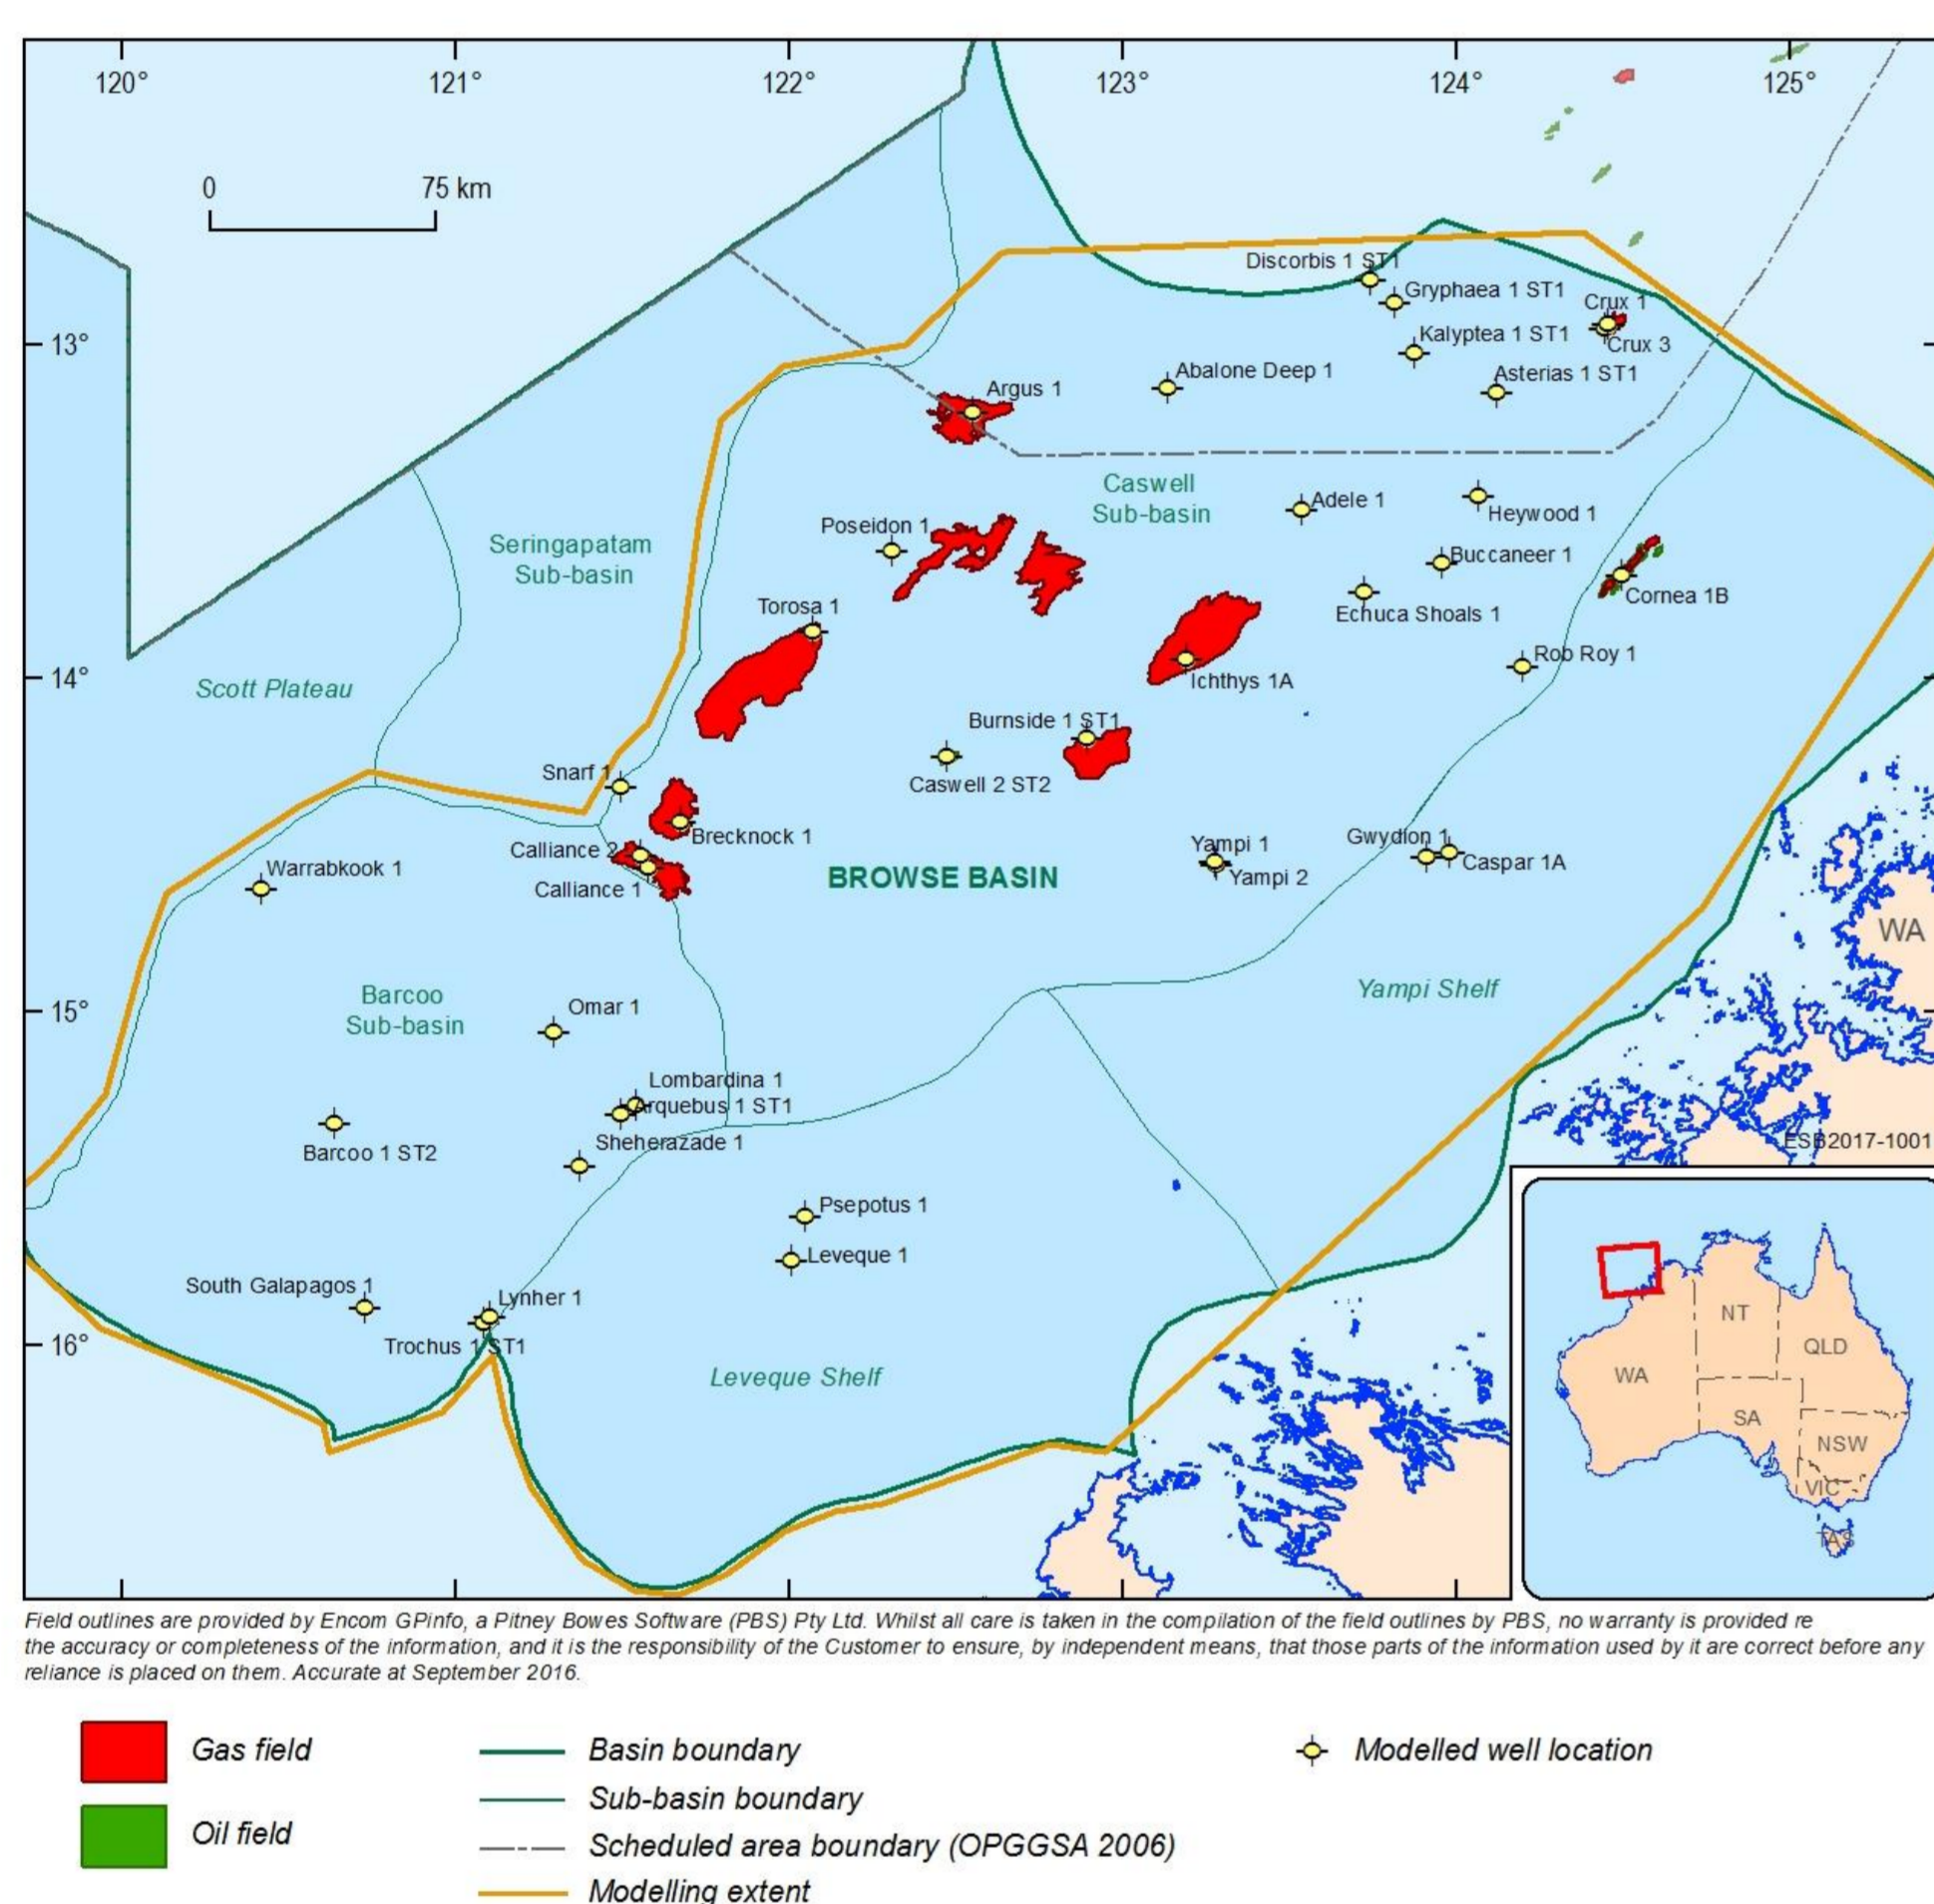 120° 121° 122° 123° 124° 125°
0 75 km
13°
14°
15°
16°
Discorbis 1 ST1
Gryphaea 1 ST1
Crux 1
Kalyptea 1 ST1
Crux 3
Abalone Deep 1
Asterias 1 ST1
Argus 1
Caswell
Sub-basin
Adele 1
Heywood 1
Poseidon 1
Seringapatam
Sub-basin
Buccaneer 1
Torosa 1
Echuca Shoals 1
Cornea 1B
Rob Roy 1
Scott Plateau
Ichthys 1A
Burnside 1 ST1
Snarf 1
Caswell 2 ST2
Brecknock 1
Calliance 2
Yampi 1
Gwydion 1
Caspar 1A
Warrabkook 1
BROWSE BASIN
Yampi 2
Calliance 1
WA
Barcoo
Sub-basin
Yampi Shelf
Omar 1
Lombardina 1
Arquebus 1 ST1
Sheherazade 1
Barcoo 1 ST2
ESB2017-1001
Psepotus 1
Leveque 1
South Galapagos 1
Lynher 1
Trochus 1 ST1
Leveque Shelf
NT
QLD
WA
SA
NSW
VIC
TAS
Field outlines are provided by Encom GPinfo, a Pitney Bowes Software (PBS) Pty Ltd. Whilst all care is taken in the compilation of the field outlines by PBS, no warranty is provided re
the accuracy or completeness of the information, and it is the responsibility of the Customer to ensure, by independent means, that those parts of the information used by it are correct before any
reliance is placed on them. Accurate at September 2016.
Gas field
Oil field
Basin boundary
Sub-basin boundary
Scheduled area boundary (OPGGSA 2006)
Modelling extent
Modelled well location